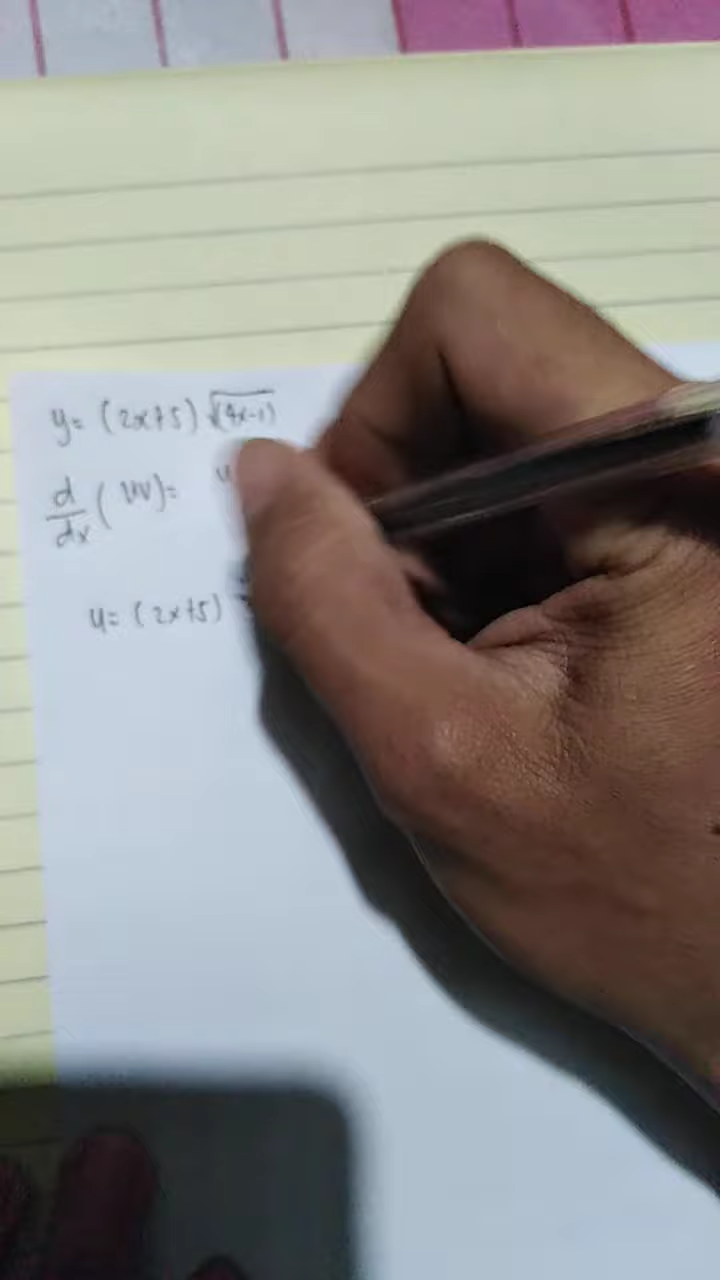 y= (2x+5) √(4x-1)
d/dx (uv)= u
u= (2x+5)